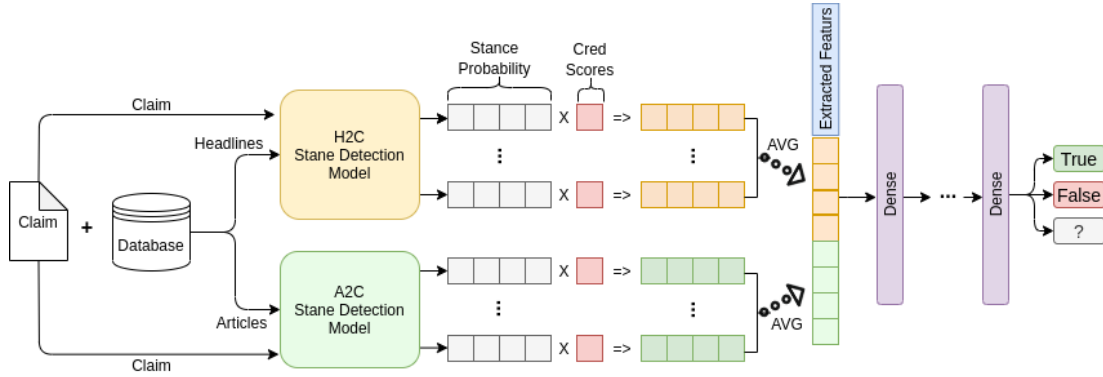 Stance
Probability
Cred
Scores
Extracted Featurs
Claim
Headlines
H2C
Stane Detection
Model
X
=>
...
X
=>
AVG
Claim
+
Database
Dense
...
Dense
True
False
?
Articles
A2C
Stane Detection
Model
X
=>
...
X
=>
AVG
Claim
...
...